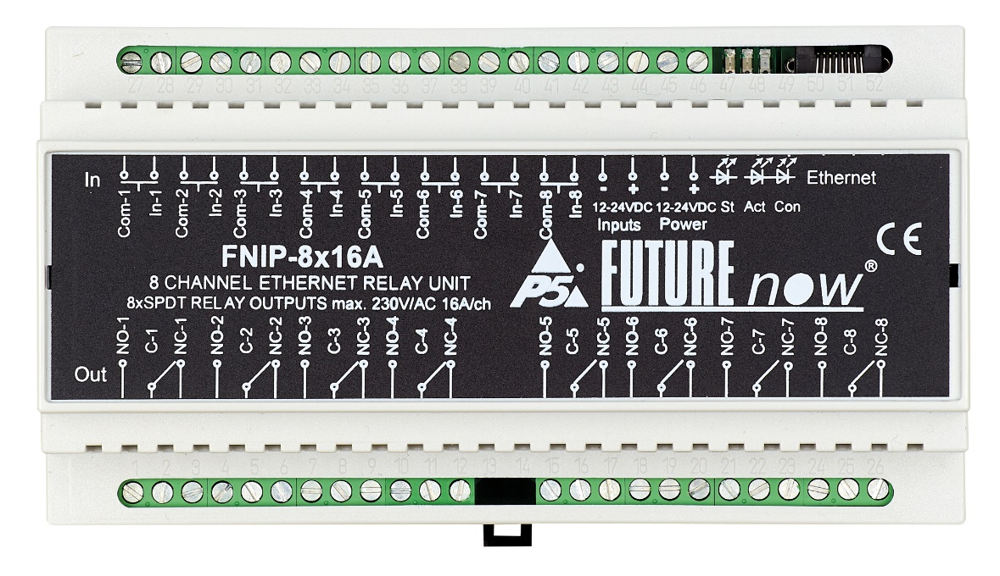 27 28 29 30 31 32 33 34 35 36 37 38 39 40 41 42 43 44 45 46 47 48 49 50 51 52
In Com-1 In-1 Com-2 In-2 Com-3 In-3 Com-4 In-4 Com-5 In-5 Com-6 In-6 Com-7 In-7 Com-8 In-8 - + - + Ethernet
12-24VDC 12-24VDC St Act Con
Inputs Power
CE
FNIP-8x16A
8 CHANNEL ETHERNET RELAY UNIT
8xSPDT RELAY OUTPUTS max. 230V/AC 16A/ch
P5
FUTURE now®
NO-1 C-1 NC-1 NO-2 C-2 NC-2 NO-3 C-3 NC-3 NO-4 C-4 NC-4 NO-5 C-5 NC-5 NO-6 C-6 NC-6 NO-7 C-7 NC-7 NO-8 C-8 NC-8
Out
1 2 3 4 5 6 7 8 9 10 11 12 13 14 15 16 17 18 19 20 21 22 23 24 25 26